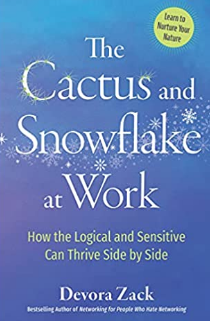 Learn to
Nurture Your
Nature
The
Cactus and
Snowflake
at Work
How the Logical and Sensitive
Can Thrive Side by Side
Devora Zack
Bestselling Author of Networking for People Who Hate Networking